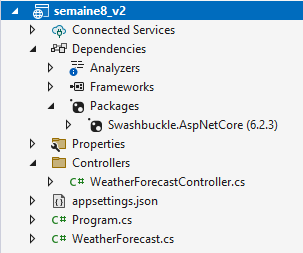 semaine8_v2
Connected Services
Dependencies
Analyzers
Frameworks
Packages
Swashbuckle.AspNetCore (6.2.3)
Properties
Controllers
C# WeatherForecastController.cs
appsettings.json
C# Program.cs
C# WeatherForecast.cs